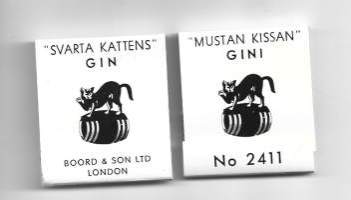 "SVARTA KATTENS"
GIN
BOORD & SON LTD
LONDON
"MUSTAN KISSAN"
GINI
No 2411